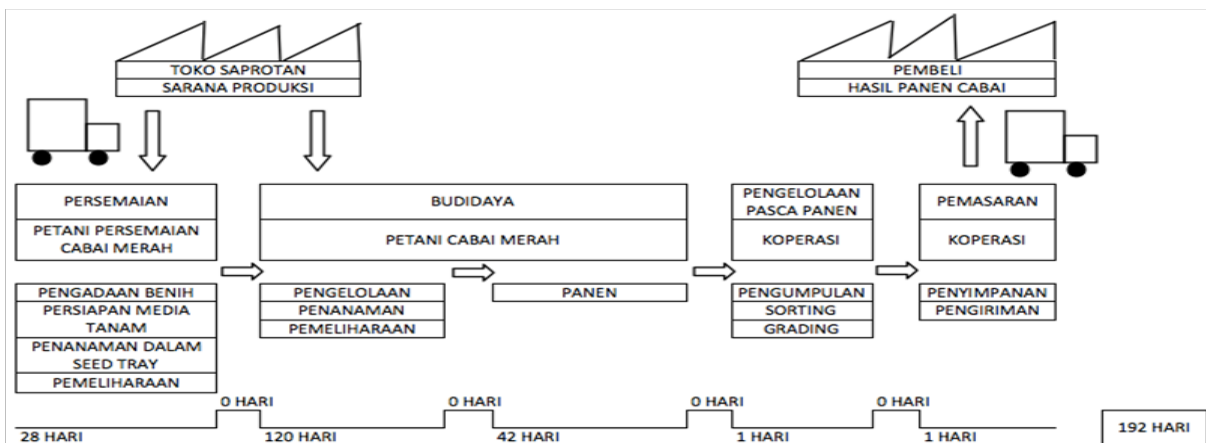 TOKO SAPROTAN
SARANA PRODUKSI
PEMBELI
HASIL PANEN CABAI
PERSEMAIAN
PETANI PERSEMAIAN
CABAI MERAH
BUDIDAYA
PETANI CABAI MERAH
PENGELOLAAN
PASCA PANEN
KOPERASI
PEMASARAN
KOPERASI
PENGADAAN BENIH
PERSIAPAN MEDIA
TANAM
PENANAMAN DALAM
SEED TRAY
PEMELIHARAAN
PENGELOLAAN
PENANAMAN
PEMELIHARAAN
PANEN
PENGUMPULAN
SORTING
GRADING
PENYIMPANAN
PENGIRIMAN
0 HARI
0 HARI
0 HARI
0 HARI
28 HARI
120 HARI
42 HARI
1 HARI
1 HARI
192 HARI